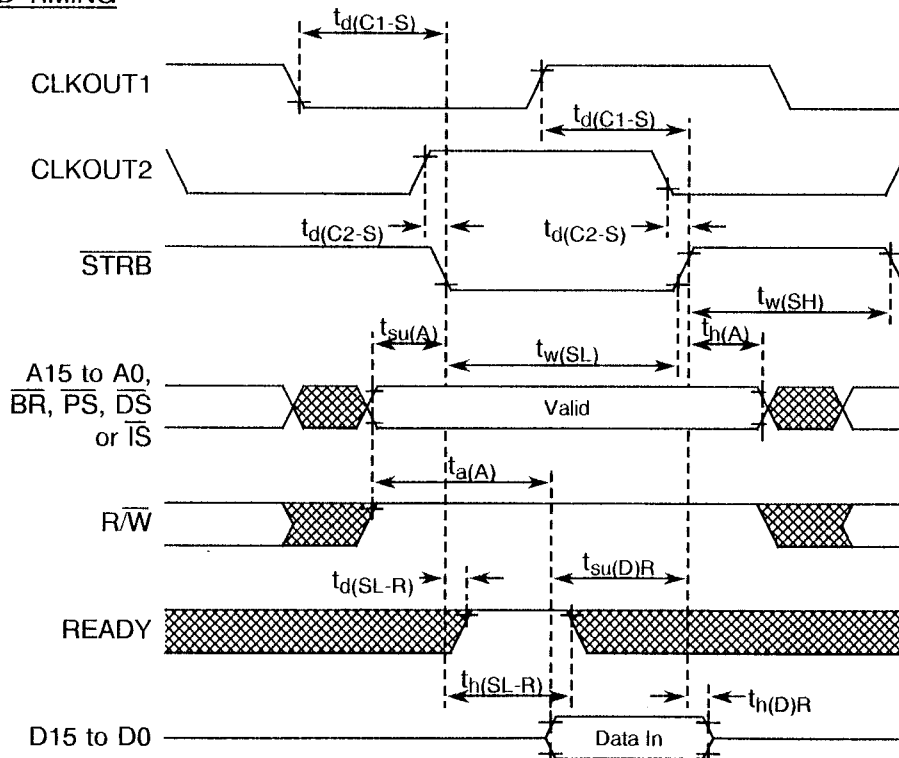 D TIMING
td(C1-S)
CLKOUT1
td(C1-S)
CLKOUT2
td(C2-S)
td(C2-S)
STRB
tw(SH)
tsu(A)
th(A)
tw(SL)
A15 to A0,
BR, PS, DS
or IS
Valid
ta(A)
R/W
tsu(D)R
td(SL-R)
READY
th(SL-R)
th(D)R
D15 to D0
Data In